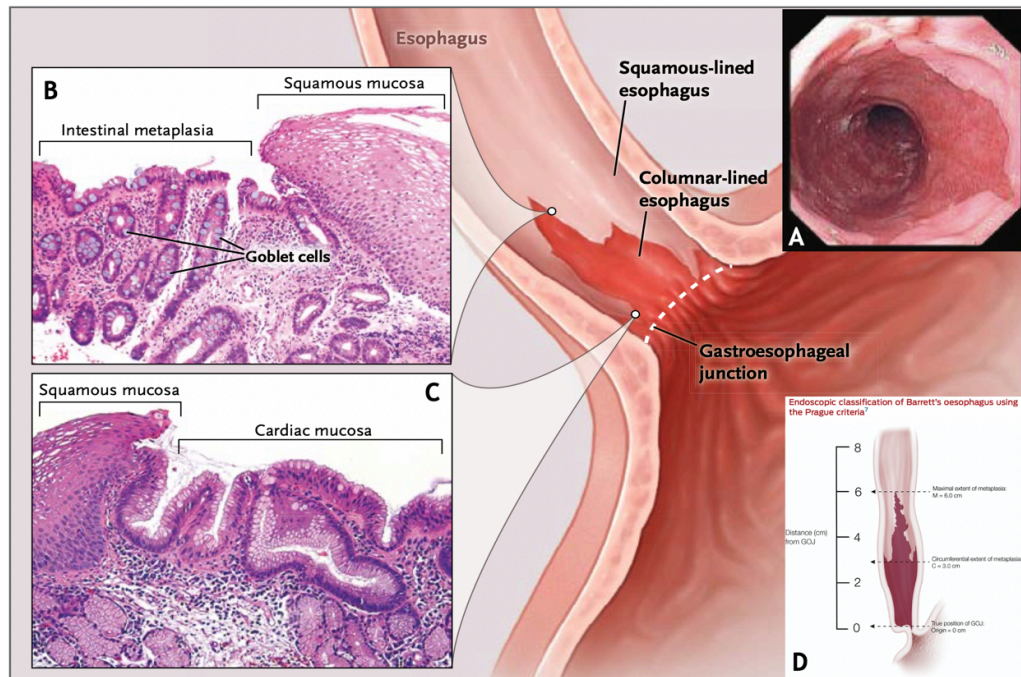 Esophagus
Squamous-lined
esophagus
Columnar-lined
esophagus
Gastroesophageal
junction
A
B
Squamous mucosa
Intestinal metaplasia
Goblet cells
C
Squamous mucosa
Cardiac mucosa
Endoscopic classification of Barrett's oesophagus using
the Prague criteria7
8
6
Maximal extent of metaplasia:
M = 6.0 cm
Distance (cm)
from GOJ
4
Circumferential extent of metaplasia:
C = 3.0 cm
2
0
True position of GOJ:
Origin = 0 cm
D